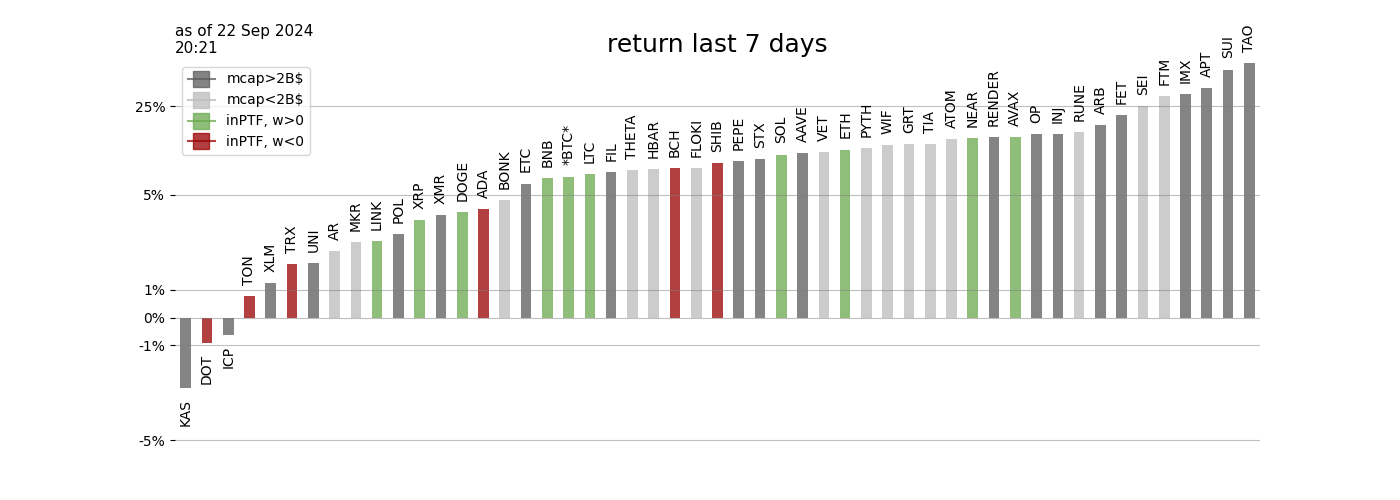 as of 22 Sep 2024
20:21
return last 7 days
mcap>2B$
mcap<2B$
inPTF, w>0
inPTF, w<0
25%
5%
1%
0%
-1%
-5%
KAS
DOT
ICP
TON
XLM
TRX
UNI
AR
MKR
LINK
POL
XRP
XMR
DOGE
ADA
BONK
ETC
BNB
*BTC*
LTC
FIL
THETA
HBAR
BCH
FLOKI
SHIB
PEPE
STX
SOL
AAVE
VET
ETH
PYTH
WIF
GRT
TIA
ATOM
NEAR
RENDER
AVAX
OP
INJ
RUNE
ARB
FET
SEI
FTM
IMX
APT
SUI
TAO